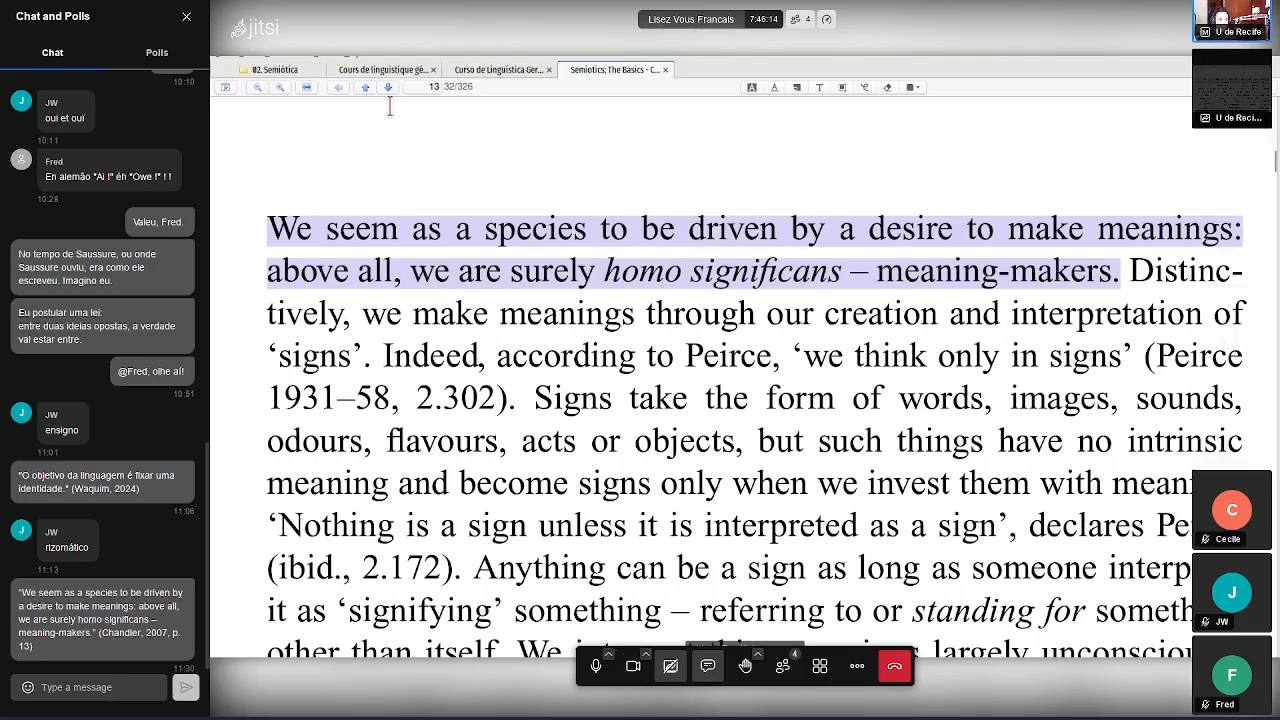 Chat and Polls
Chat
Polls
10:10
J
JW
oui et ouí
10:11
Fred
En alemão "Ai !" éh "Owe !" ! !
10:28
Valeu, Fred.
No tempo de Saussure, ou onde
Saussure ouviu, era como ele
escreveu. Imagino eu.
Eu postular uma lei:
entre duas ideias opostas, a verdade
val estar entre.
@Fred, olhe aí!
10:51
J
JW
ensigno
11:01
"O objetivo da linguagem é fixar uma
identidade." (Waquim, 2024)
11:06
J
JW
rizomático
11:13
"We seem as a species to be driven by
a desire to make meanings: above all,
we are surely homo significans –
meaning-makers." (Chandler, 2007, p.
13)
11:30
Type a message
jitsi
Lisez Vous Francais
7:46:14
4
02. Semiótica
Cours de linguistique gé...
Curso de Linguística Ger...
Semiotics: The Basics - C...
13
32/326
We seem as a species to be driven by a desire to make meanings:
above all, we are surely homo significans – meaning-makers. Distinc-
tively, we make meanings through our creation and interpretation of
‘signs’. Indeed, according to Peirce, ‘we think only in signs’ (Peirce
1931–58, 2.302). Signs take the form of words, images, sounds,
odours, flavours, acts or objects, but such things have no intrinsic
meaning and become signs only when we invest them with meani
‘Nothing is a sign unless it is interpreted as a sign’, declares Pe
(ibid., 2.172). Anything can be a sign as long as someone interp
it as ‘signifying’ something – referring to or standing for someth
other than itself. We largely unconsciou
4
M
U de Recife
U de Reci...
C
Cecile
J
JW
F
Fred